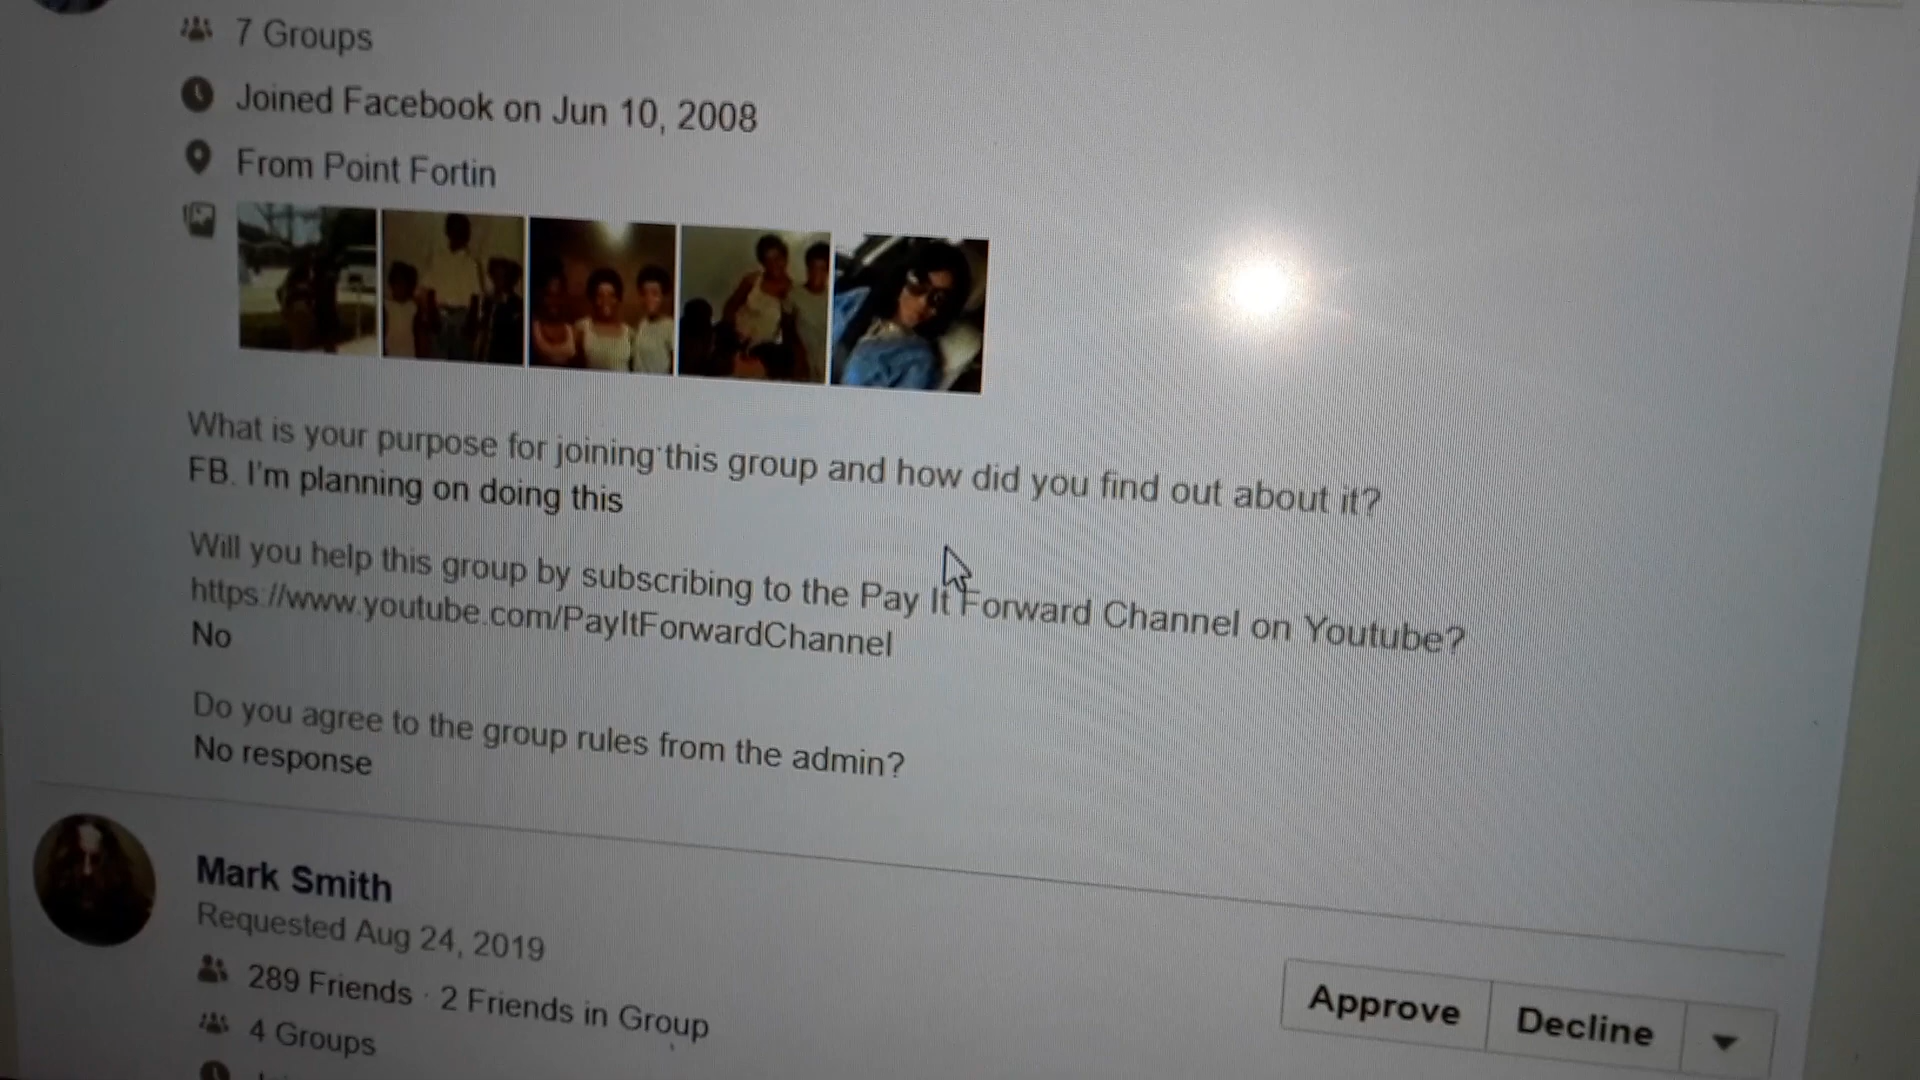 7 Groups
Joined Facebook on Jun 10, 2008
From Point Fortin
What is your purpose for joining this group and how did you find out about it?
FB. I'm planning on doing this
Will you help this group by subscribing to the Pay It Forward Channel on Youtube?
https://www.youtube.com/PayItForwardChannel
No
Do you agree to the group rules from the admin?
No response
Mark Smith
Requested Aug 24, 2019
289 Friends · 2 Friends in Group
4 Groups
Approve
Decline